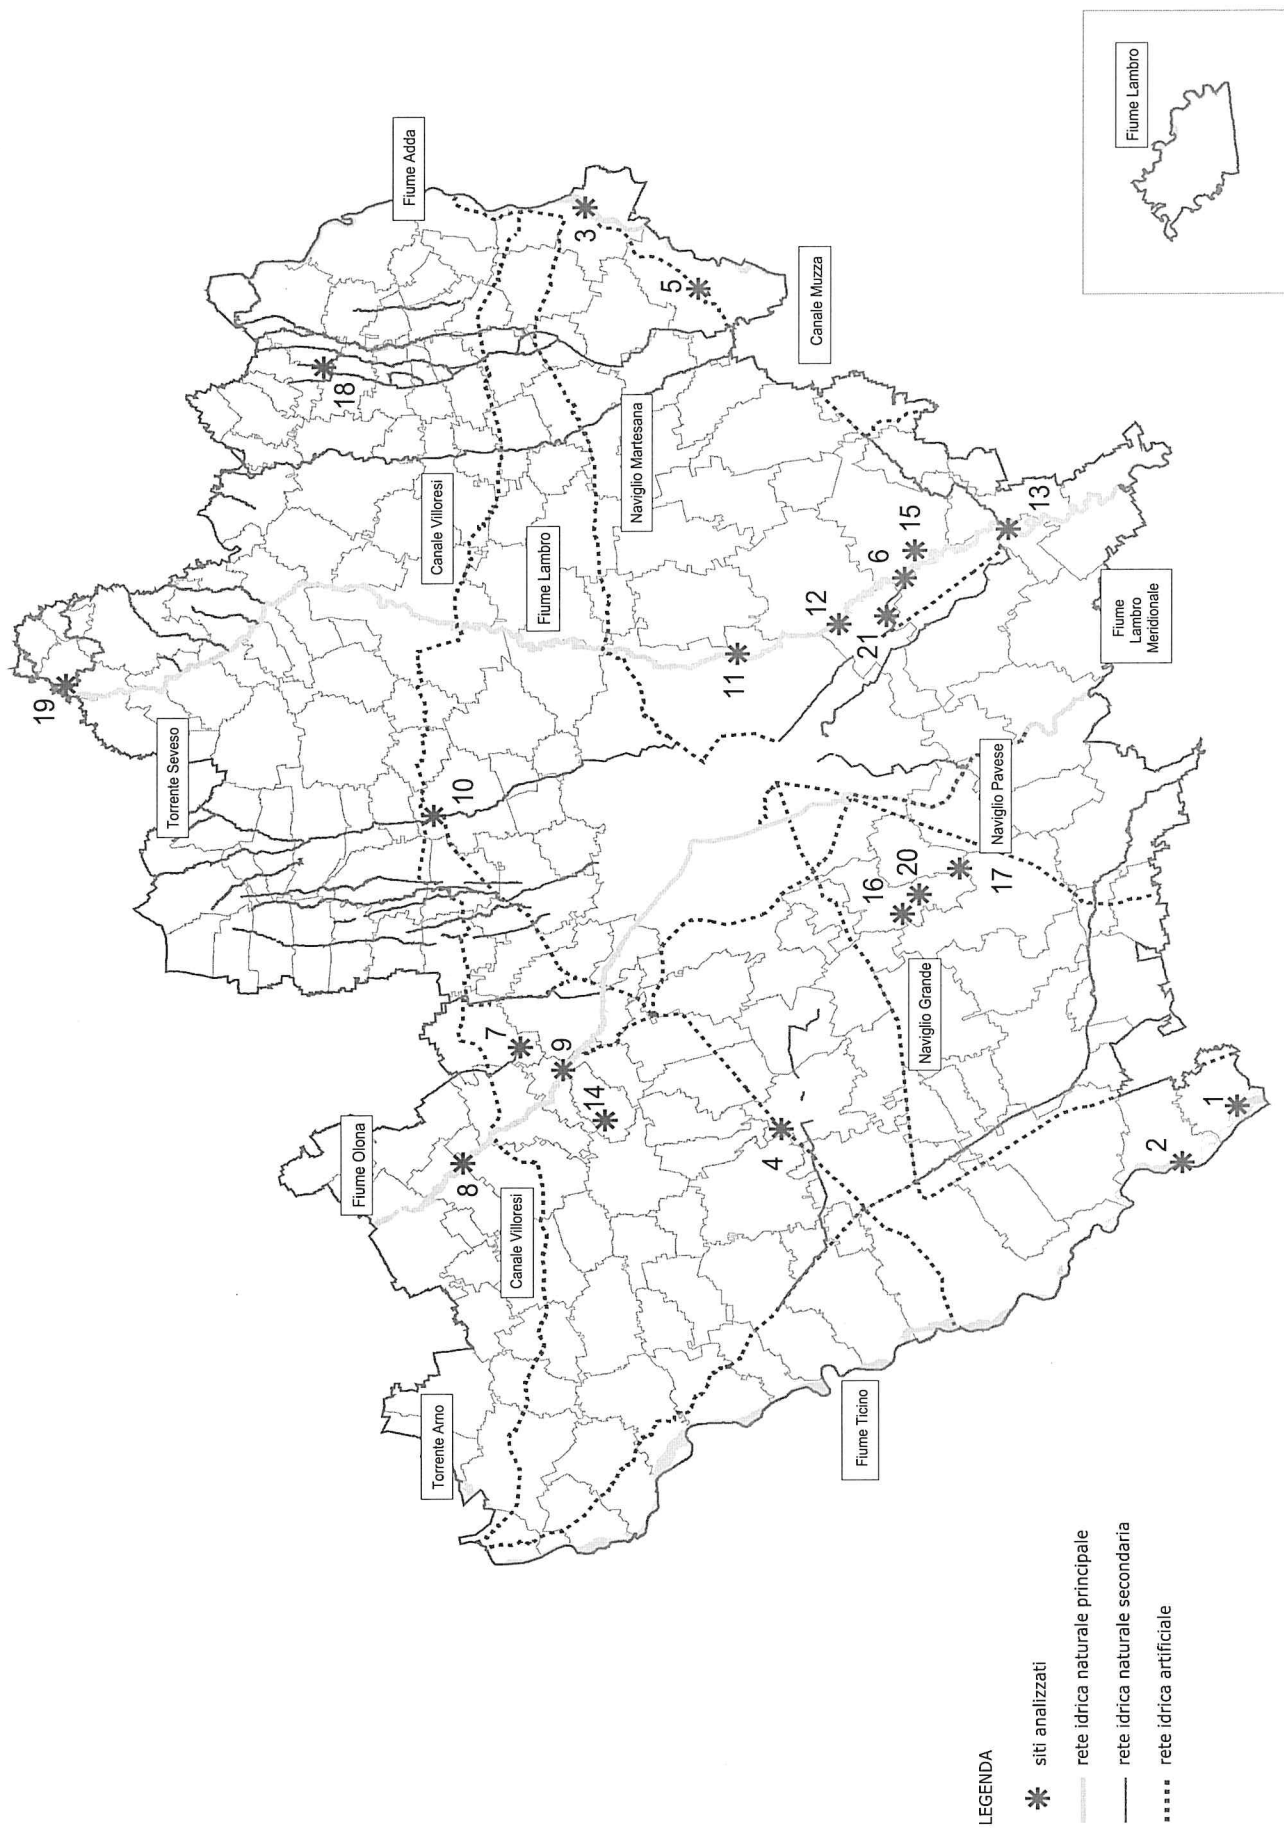 19
Torrente Seveso
Fiume Adda
Fiume Lambro
18
3
5
Canale Muzza
Canale Villoresi
Fiume Lambro
Naviglio Martesana
10
11
12
21
6
15
13
Fiume
Lambro
Meridionale
Fiume Olona
7
9
8
14
16
20
17
Naviglio Pavese
Naviglio Grande
Canale Villoresi
4
2
1
Torrente Arno
Fiume Ticino
LEGENDA
siti analizzati
rete idrica naturale principale
rete idrica naturale secondaria
rete idrica artificiale